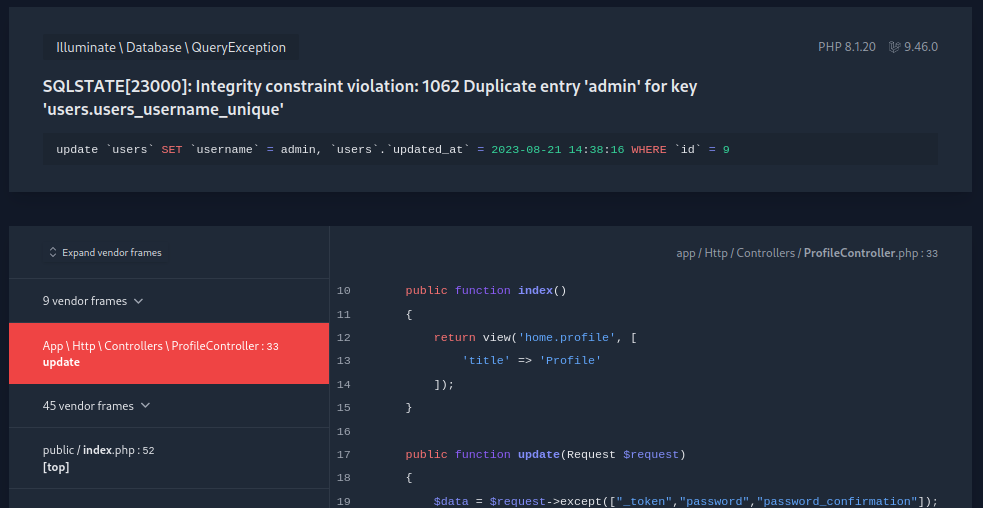 Illuminate \ Database \ QueryException
PHP 8.1.20 9.46.0
SQLSTATE[23000]: Integrity constraint violation: 1062 Duplicate entry 'admin' for key
'users.users_username_unique'
update `users` SET `username` = admin, `users`.`updated_at` = 2023-08-21 14:38:16 WHERE `id` = 9
Expand vendor frames
9 vendor frames
App \ Http \ Controllers \ ProfileController : 33
update
45 vendor frames
public / index.php : 52
[top]
app / Http / Controllers / ProfileController.php : 33
10 public function index()
11 {
12 return view('home.profile', [
13 'title' => 'Profile'
14 ]);
15 }
16
17 public function update(Request $request)
18 {
19 $data = $request->except(["_token","password","password_confirmation"]);